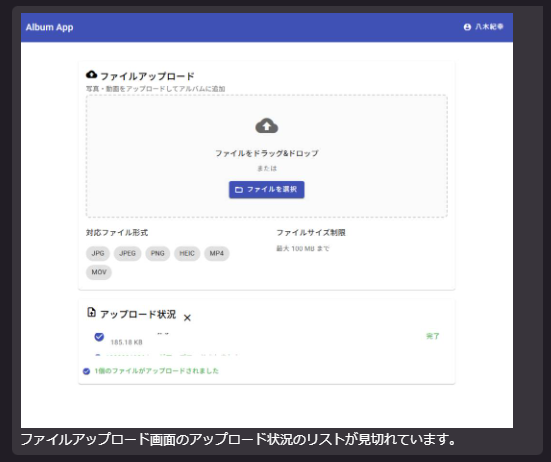 Album App
八木紀幸
ファイルアップロード
写真・動画をアップロードしてアルバムに追加
ファイルをドラッグ&ドロップ
または
ファイルを選択
対応ファイル形式
ファイルサイズ制限
JPG JPEG PNG HEIC MP4
最大 100 MB まで
MOV
アップロード状況
完了
185.18 KB
1個のファイルがアップロードされました
ファイルアップロード画面のアップロード状況のリストが見切れています。